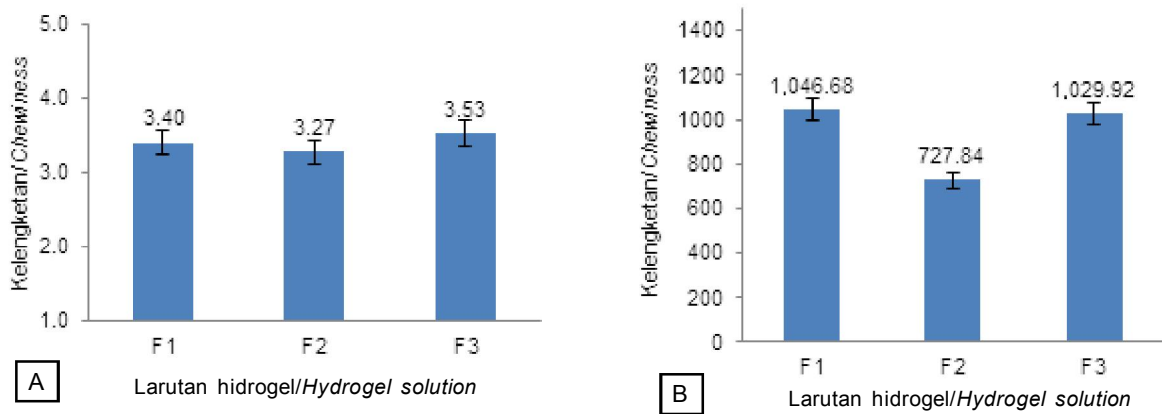 Kelengketan/Chewiness
5.0
4.0
3.0
2.0
1.0
3.40
3.27
3.53
F1 F2 F3
A
Larutan hidrogel/Hydrogel solution
Kelengketan/Chewiness
1400
1200
1000
800
600
400
200
0
1,046.68
727.84
1,029.92
F1 F2 F3
B
Larutan hidrogel/Hydrogel solution